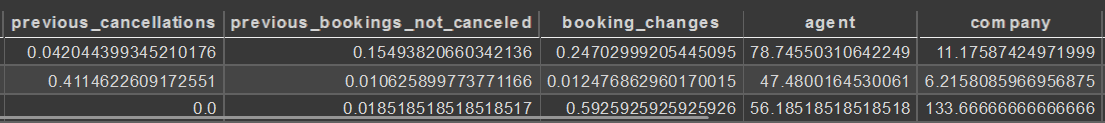 previous_cancellations previous_bookings_not_canceled booking_changes agent company
0.042044399345210176 0.15493820660342136 0.24702999205445095 78.74550310642249 11.17587424971999
0.4114622609172551 0.010625899773771166 0.012476862960170015 47.4800164530061 6.2158085966956875
0.0 0.018518518518518517 0.5925925925925926 56.18518518518518 133.66666666666666